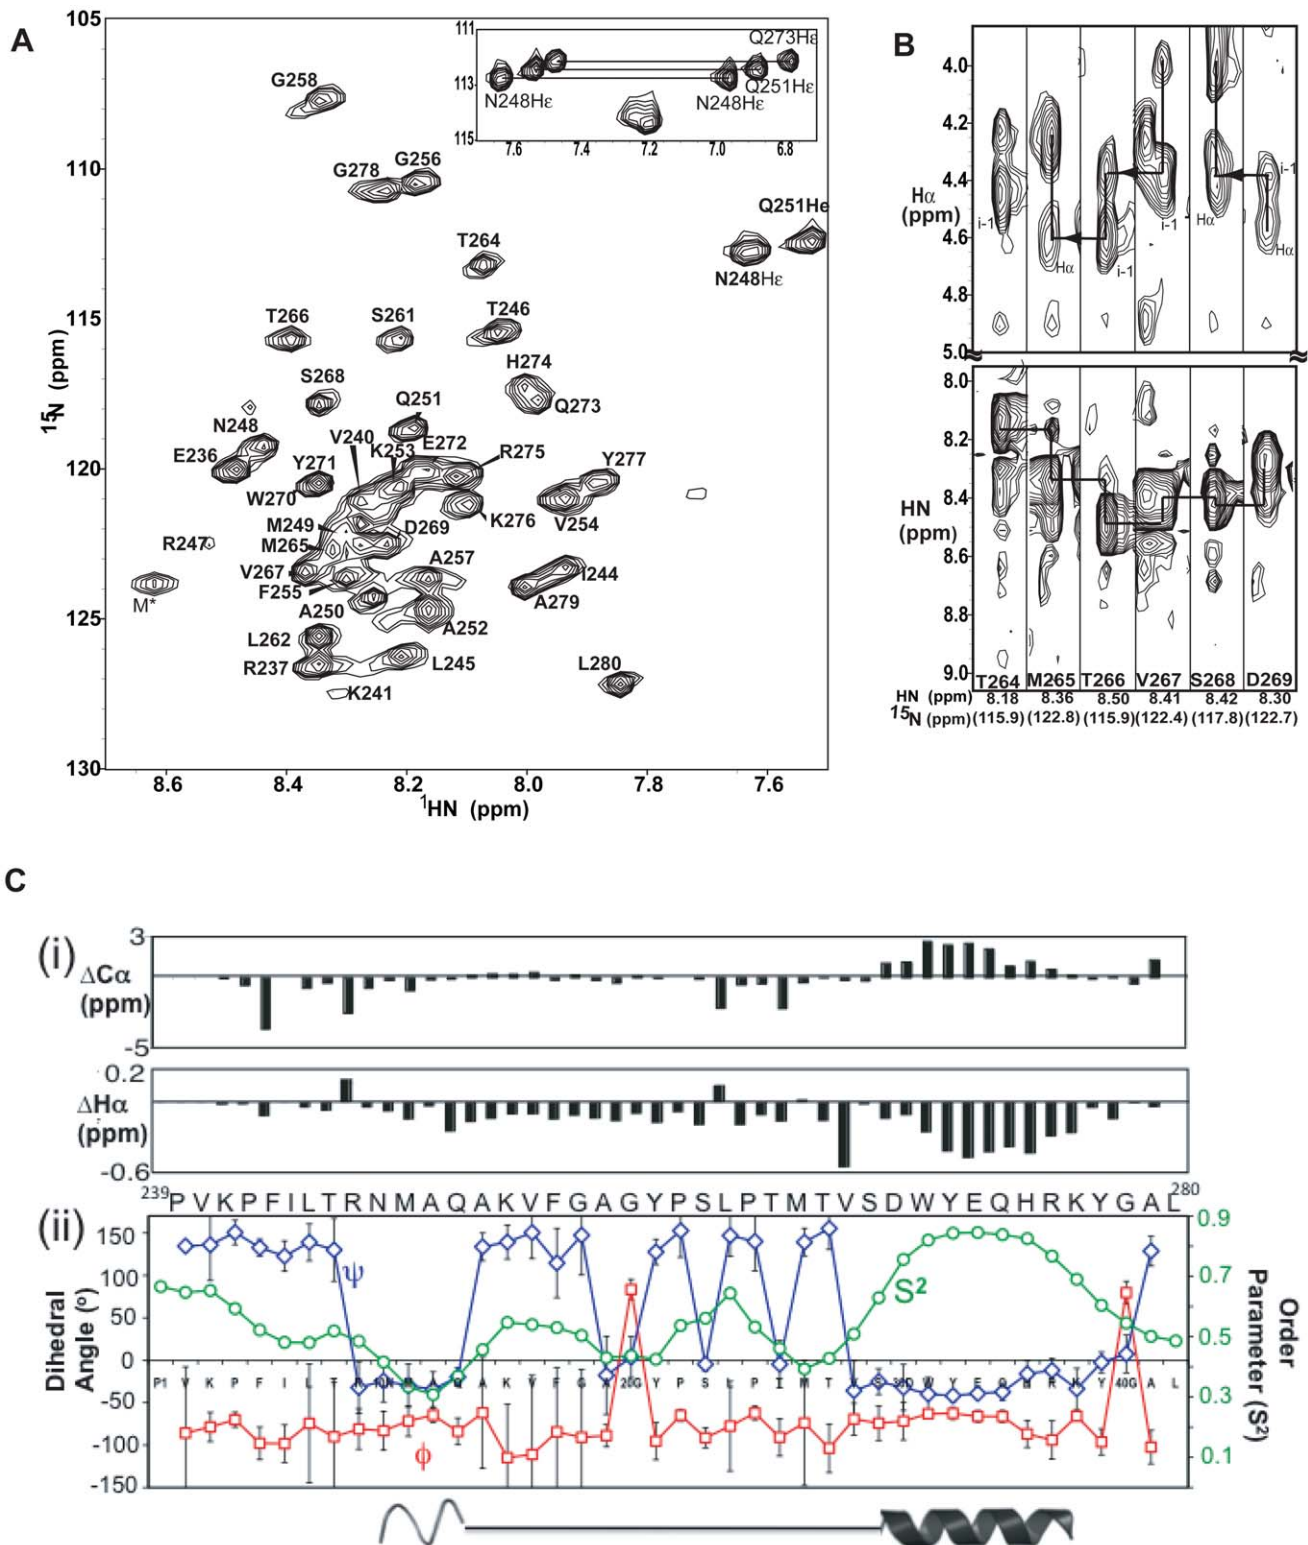 A
105
110
115
120
125
130
15N (ppm)
8.6 8.4 8.2 8.0 7.8 7.6
1HN (ppm)
G258
G278 G256
T264
T266 S261 T246
S268 H274
Q273
Q251
N248 V240 K253 E272 R275
E236
Y271 Y277
W270
M249 D269 K276 V254
R247 M265
V267 A257
F255 I244
M* A250 A279
A252
L262
R237 L245 L280
K241
Q251He
N248Hε
111
113
115
7.6 7.4 7.2 7.0 6.8
Q273Hε
Q251Hε
N248Hε N248Hε
B
4.0
4.2
4.4
4.6
4.8
5.0
Hα
(ppm)
i-1 Hα i-1 i-1 Hα i-1
Hα
8.0
8.2
8.4
8.6
8.8
9.0
HN
(ppm)
T264 M265 T266 V267 S268 D269
HN (ppm) 8.18 8.36 8.50 8.41 8.42 8.30
15N (ppm) (115.9) (122.8) (115.9) (122.4) (117.8) (122.7)
C
(i)
3
ΔCα
(ppm)
-5
0.2
ΔHα
(ppm)
-0.6
239 P V K P F I L T R N M A Q A K V F G A G Y P S L P T M T V S D W Y E Q H R K Y G A L 280
(ii)
150
100
50
0
-50
-100
-150
Dihedral
Angle (°)
ψ
S2
φ
0.9
0.7
0.5
0.3
0.1
Order
Parameter (S2)
P1 V K P F I L T A K V F G 20G Y P S L P T M T W Y E Q H R K Y 40G A L